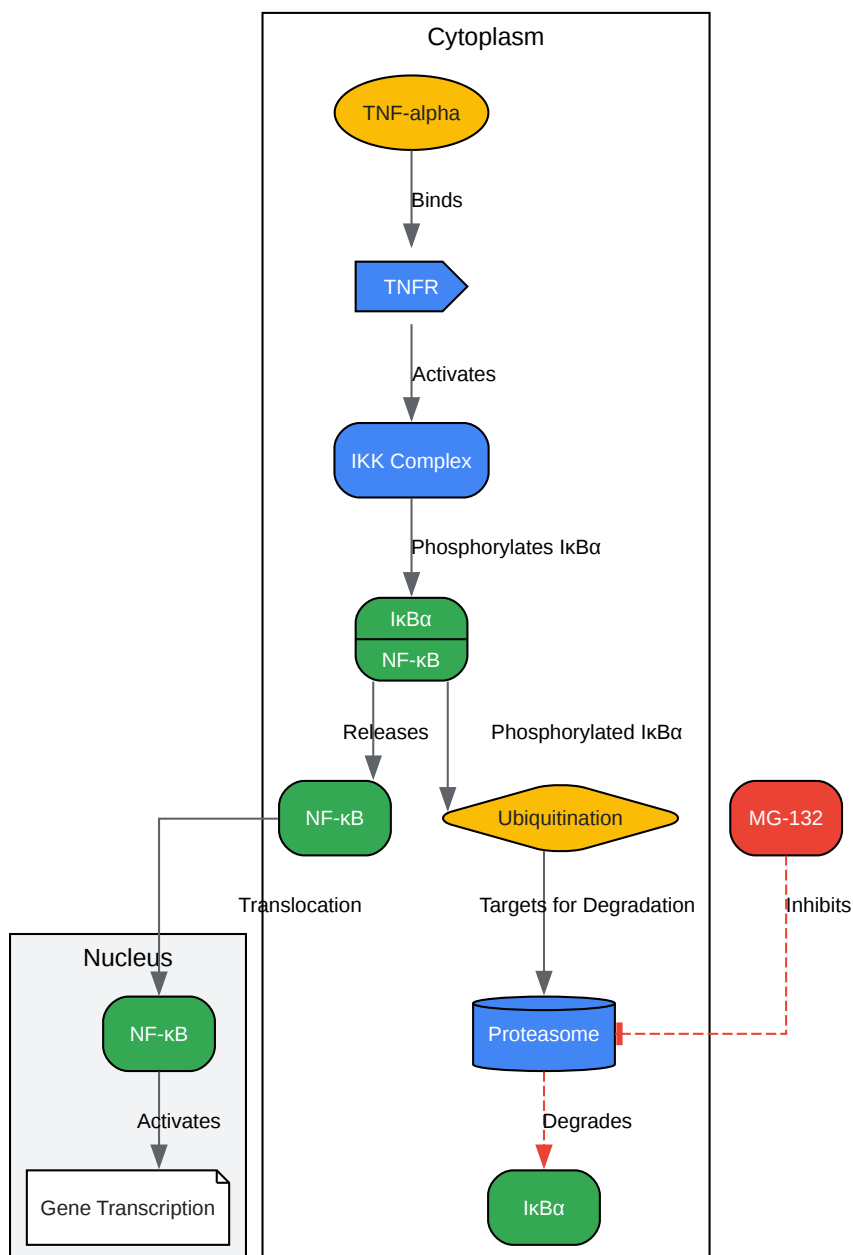 Cytoplasm
TNF-alpha
Binds
TNFR
Activates
IKK Complex
Phosphorylates IκBα
IκBα
NF-κB
Releases
Phosphorylated IκBα
NF-κB
Ubiquitination
MG-132
Translocation
Targets for Degradation
Inhibits
Nucleus
NF-κB
Proteasome
Activates
Degrades
Gene Transcription
IκBα